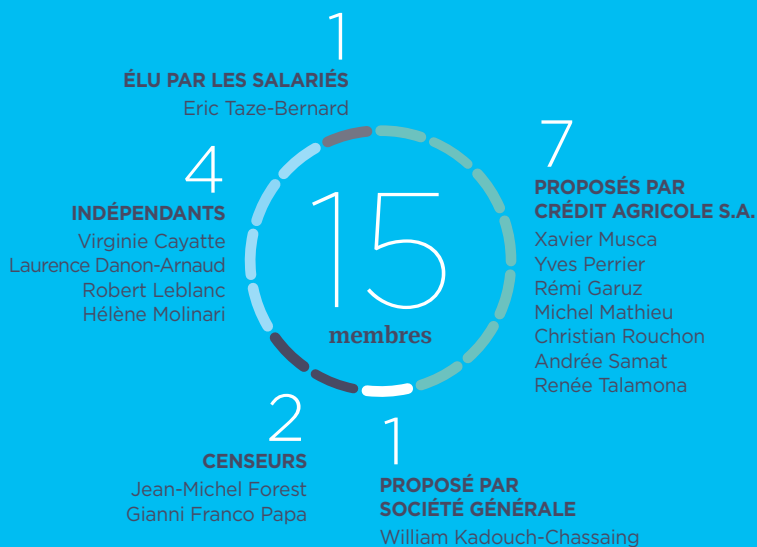 1
ÉLU PAR LES SALARIÉS
Eric Taze-Bernard
4
INDÉPENDANTS
Virginie Cayatte
Laurence Danon-Arnaud
Robert Leblanc
Hélène Molinari
15
membres
7
PROPOSÉS PAR
CRÉDIT AGRICOLE S.A.
Xavier Musca
Yves Perrier
Rémi Garuz
Michel Mathieu
Christian Rouchon
Andrée Samat
Renée Talamona
2
CENSEURS
Jean-Michel Forest
Gianni Franco Papa
1
PROPOSÉ PAR
SOCIÉTÉ GÉNÉRALE
William Kadouch-Chassaing